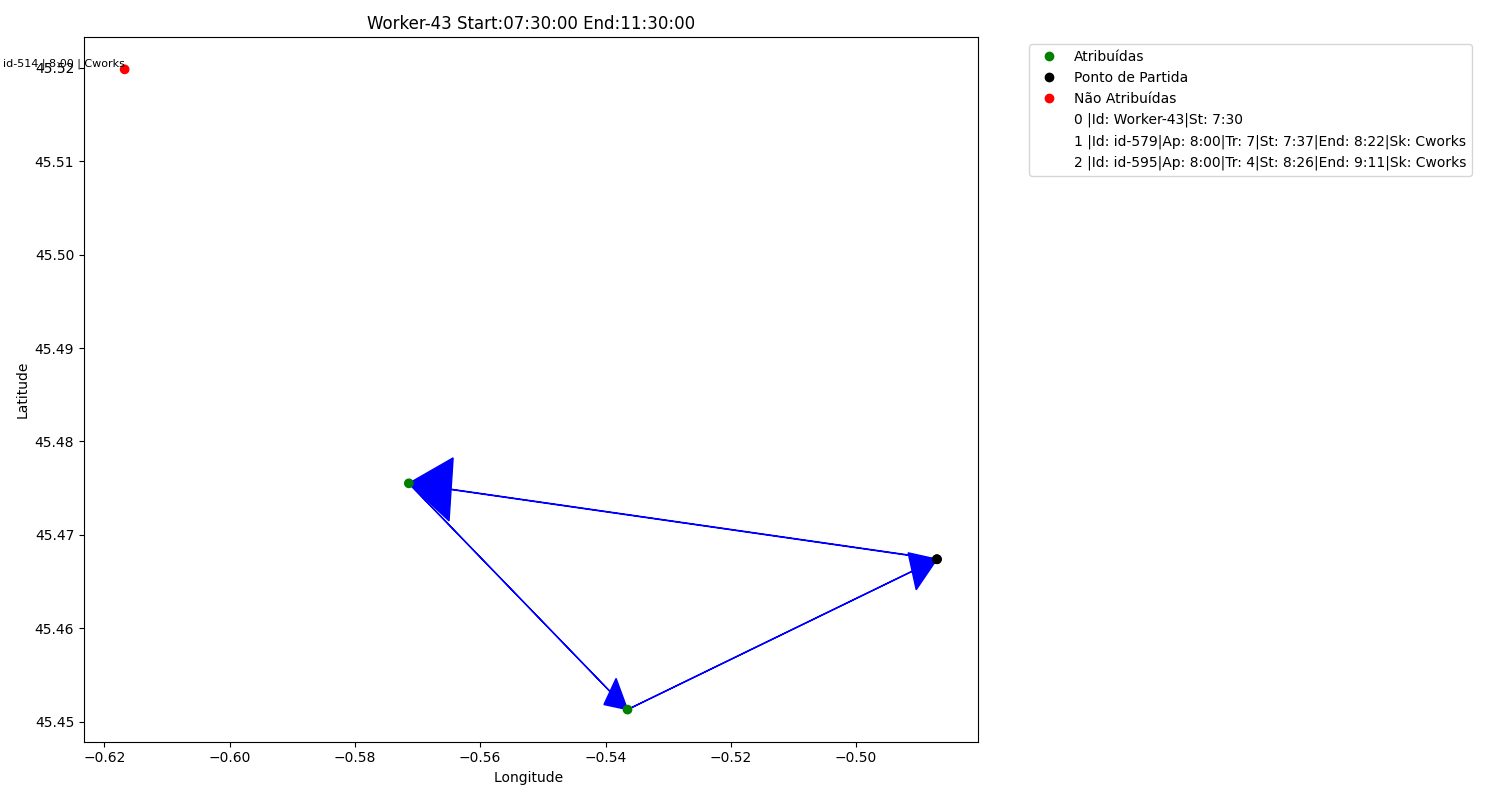 Worker-43 Start:07:30:00 End:11:30:00
id-514 | 8:00 | Cworks
45.52
45.51
45.50
45.49
45.48
45.47
45.46
45.45
Latitude
−0.62 −0.60 −0.58 −0.56 −0.54 −0.52 −0.50
Longitude
Atribuídas
Ponto de Partida
Não Atribuídas
0 |Id: Worker-43|St: 7:30
1 |Id: id-579|Ap: 8:00|Tr: 7|St: 7:37|End: 8:22|Sk: Cworks
2 |Id: id-595|Ap: 8:00|Tr: 4|St: 8:26|End: 9:11|Sk: Cworks